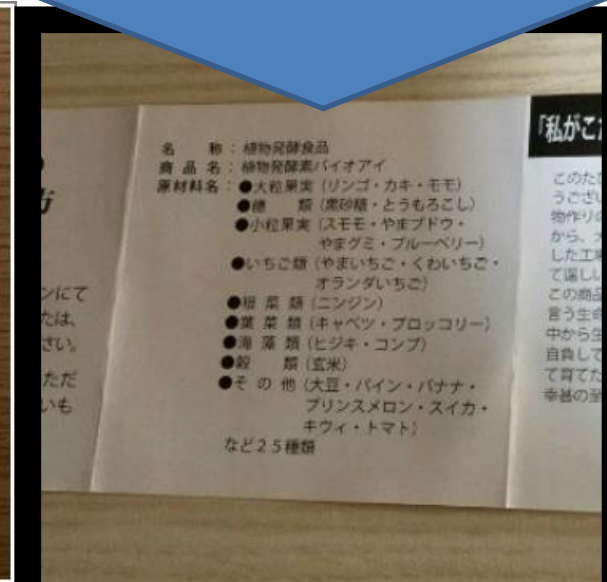 名　　称：植物発酵食品
商 品 名：植物発酵素バイオアイ
原材料名：●大粒果実（リンゴ・カキ・モモ）
●糖　　類（黒砂糖・とうもろこし）
●小粒果実（スモモ・やまブドウ・
やまグミ・ブルーベリー）
●いちご類（やまいちご・くわいちご・
オランダいちご）
●根 菜 類（ニンジン）
●葉 菜 類（キャベツ・ブロッコリー）
●海 藻 類（ヒジキ・コンブ）
●穀　　類（玄米）
●そ の 他（大豆・パイン・バナナ・
プリンスメロン・スイカ・
キウィ・トマト）
など２５種類
ンにて
たは、
さい。
ただ
いも
「私がこ
このた
うござい
物作りの
から、
した工
て逞しい
この商品
言う生命
中から生
自負して
て育てた
幸甚の至